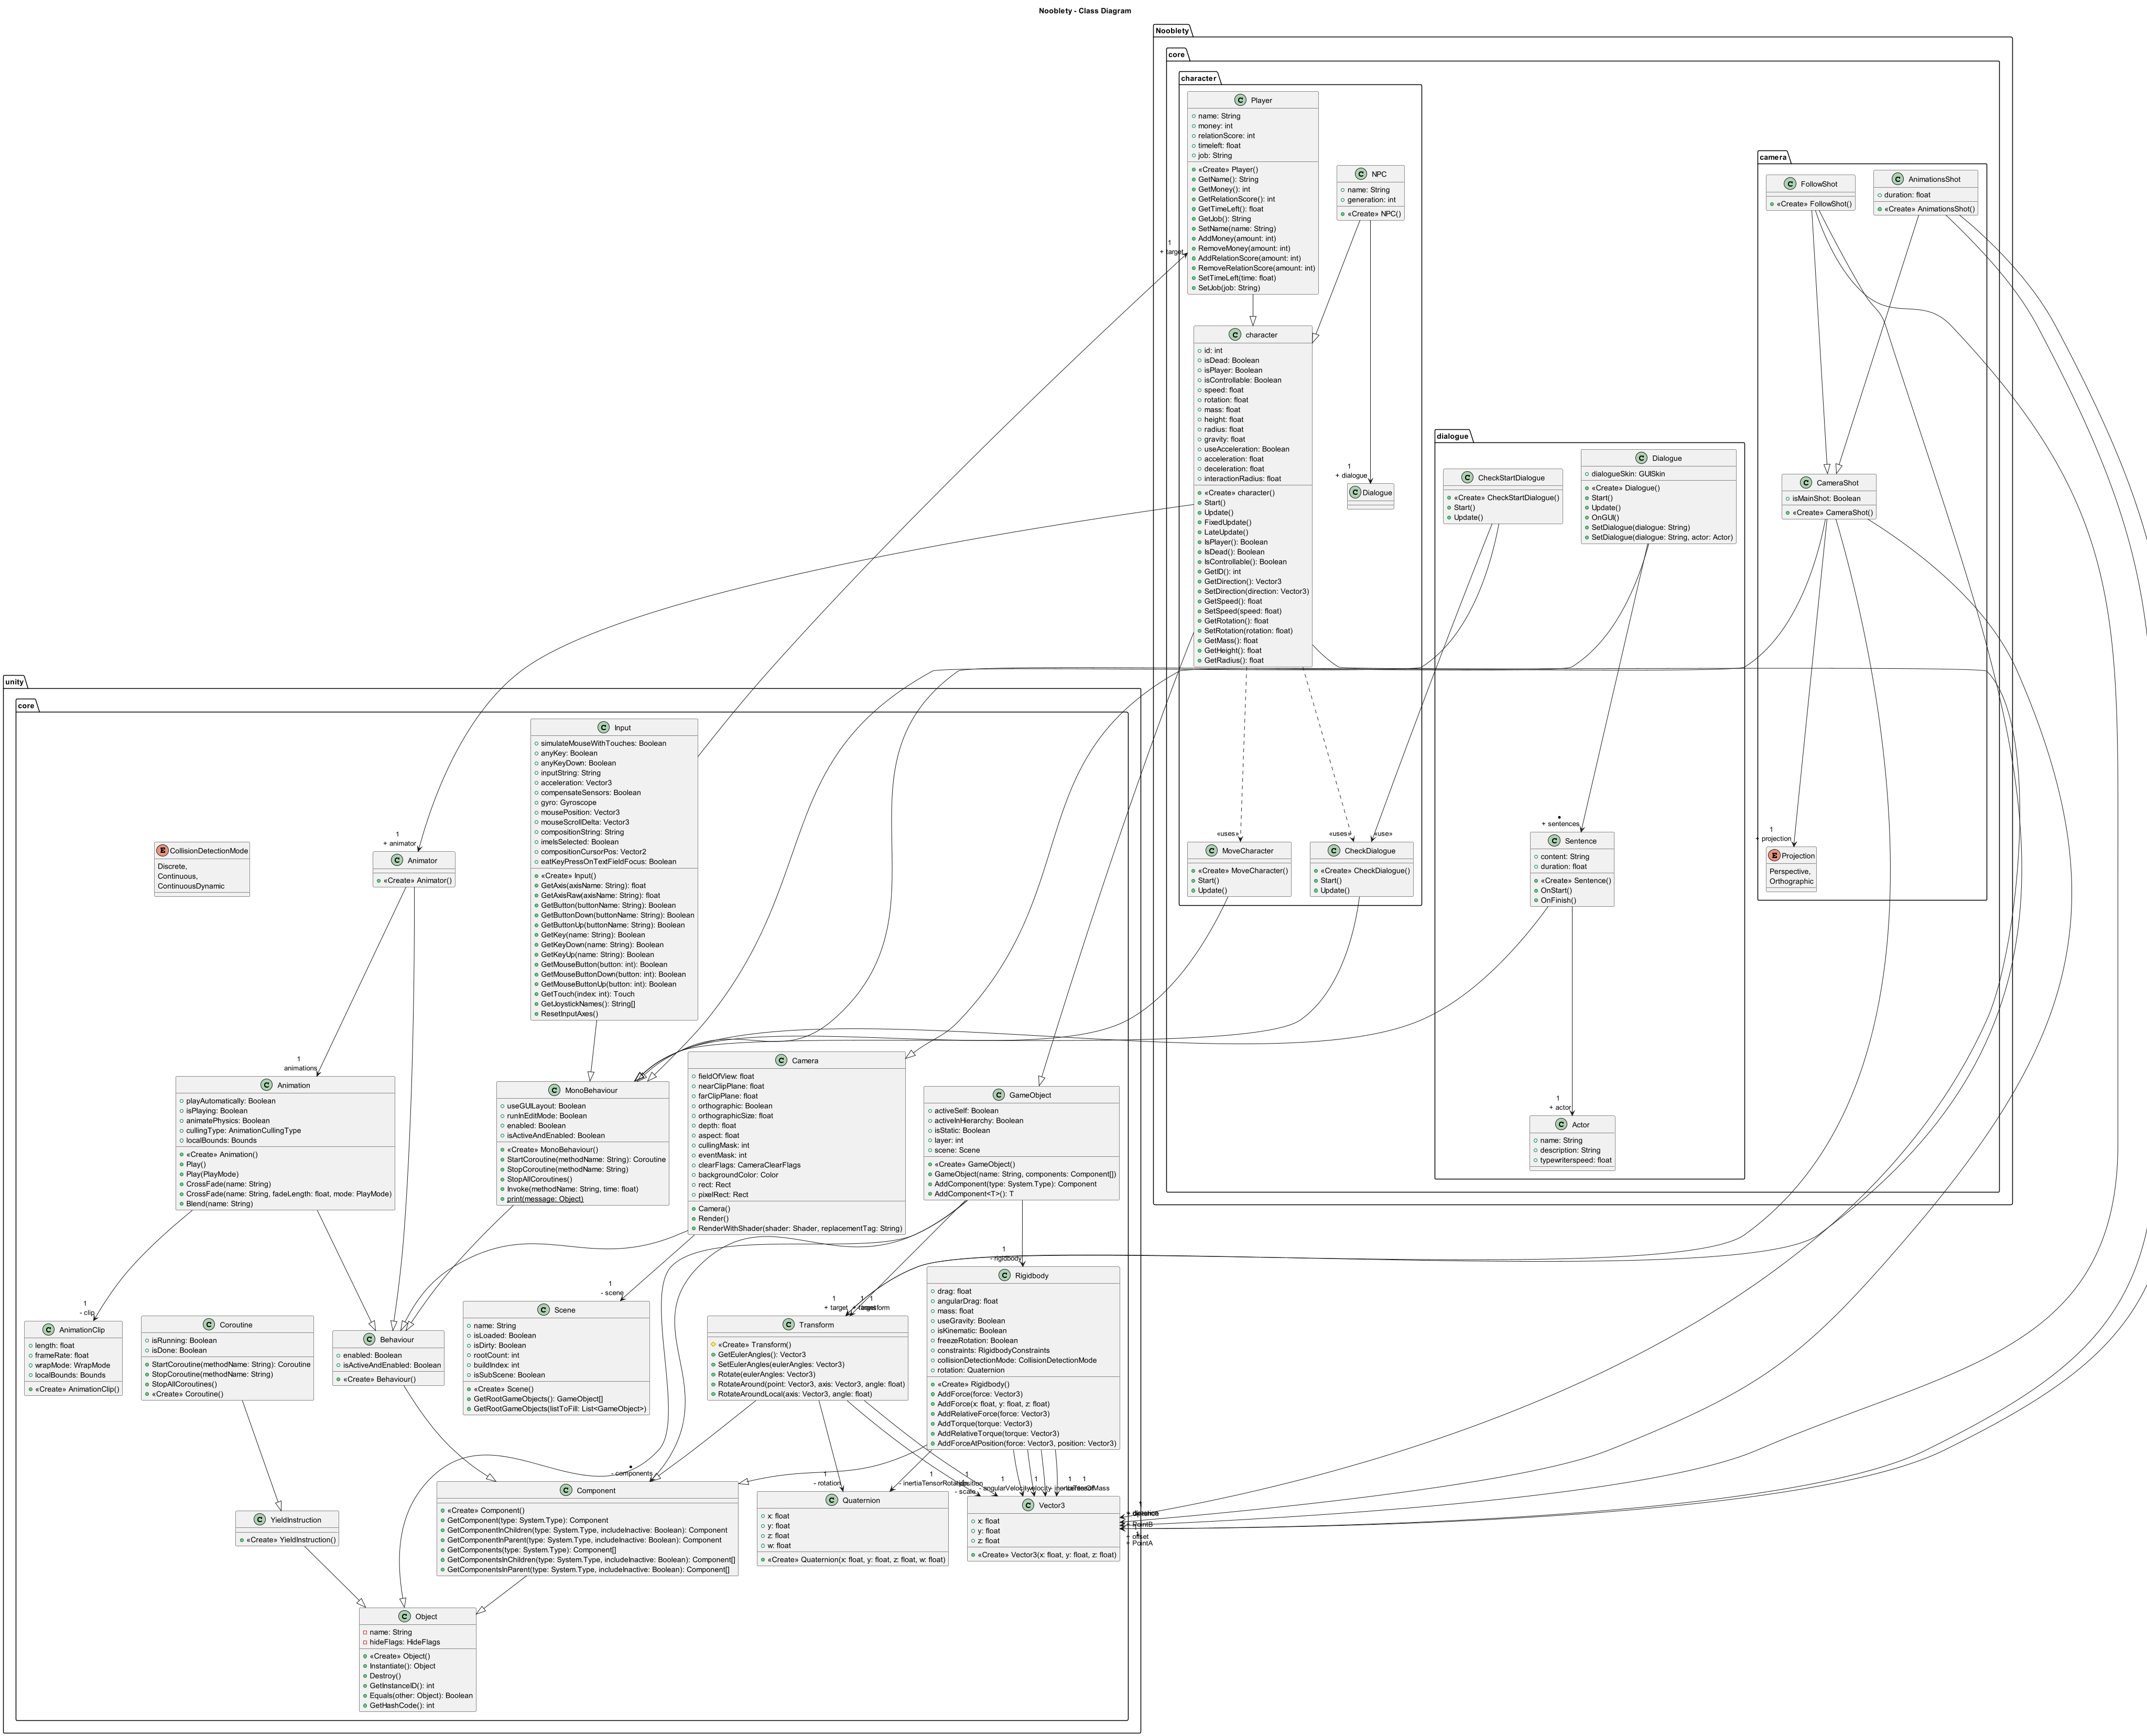 Nooblety - Class Diagram
Nooblety
core
character
C Player
name: String
money: int
relationScore: int
timeleft: float
job: String
«Create» Player()
GetName(): String
GetMoney(): int
GetRelationScore(): int
GetTimeLeft(): float
GetJob(): String
SetName(name: String)
AddMoney(amount: int)
RemoveMoney(amount: int)
AddRelationScore(amount: int)
RemoveRelationScore(amount: int)
SetTimeLeft(time: float)
SetJob(job: String)
1
+ target
C NPC
name: String
generation: int
«Create» NPC()
C character
id: int
isDead: Boolean
isPlayer: Boolean
isControllable: Boolean
speed: float
rotation: float
mass: float
height: float
radius: float
gravity: float
useAcceleration: Boolean
acceleration: float
deceleration: float
interactionRadius: float
«Create» character()
Start()
Update()
FixedUpdate()
LateUpdate()
IsPlayer(): Boolean
IsDead(): Boolean
IsControllable(): Boolean
GetID(): int
GetDirection(): Vector3
SetDirection(direction: Vector3)
GetSpeed(): float
SetSpeed(speed: float)
GetRotation(): float
SetRotation(rotation: float)
GetMass(): float
GetHeight(): float
GetRadius(): float
1
+ dialogue
C Dialogue
«uses»
C MoveCharacter
«Create» MoveCharacter()
Start()
Update()
«uses»
«use»
C CheckDialogue
«Create» CheckDialogue()
Start()
Update()
dialogue
C CheckStartDialogue
«Create» CheckStartDialogue()
Start()
Update()
C Dialogue
dialogueSkin: GUISkin
«Create» Dialogue()
Start()
Update()
OnGUI()
SetDialogue(dialogue: String)
SetDialogue(dialogue: String, actor: Actor)
+ sentences
C Sentence
content: String
duration: float
«Create» Sentence()
OnStart()
OnFinish()
1
+ actor
C Actor
name: String
description: String
typewriterspeed: float
camera
C FollowShot
«Create» FollowShot()
C AnimationsShot
duration: float
«Create» AnimationsShot()
C CameraShot
isMainShot: Boolean
«Create» CameraShot()
1
+ projection
E Projection
Perspective,
Orthographic
unity
core
E CollisionDetectionMode
Discrete,
Continuous,
ContinuousDynamic
1
+ animator
C Animator
«Create» Animator()
C Input
simulateMouseWithTouches: Boolean
anyKey: Boolean
anyKeyDown: Boolean
inputString: String
acceleration: Vector3
compensateSensors: Boolean
gyro: Gyroscope
mousePosition: Vector3
mouseScrollDelta: Vector3
compositionString: String
imeIsSelected: Boolean
compositionCursorPos: Vector2
eatKeyPressOnTextFieldFocus: Boolean
«Create» Input()
GetAxis(axisName: String): float
GetAxisRaw(axisName: String): float
GetButton(buttonName: String): Boolean
GetButtonDown(buttonName: String): Boolean
GetButtonUp(buttonName: String): Boolean
GetKey(name: String): Boolean
GetKeyDown(name: String): Boolean
GetKeyUp(name: String): Boolean
GetMouseButton(button: int): Boolean
GetMouseButtonDown(button: int): Boolean
GetMouseButtonUp(button: int): Boolean
GetTouch(index: int): Touch
GetJoystickNames(): String[]
ResetInputAxes()
1
animations
C Animation
playAutomatically: Boolean
isPlaying: Boolean
animatePhysics: Boolean
cullingType: AnimationCullingType
localBounds: Bounds
«Create» Animation()
Play()
Play(PlayMode)
CrossFade(name: String)
CrossFade(name: String, fadeLength: float, mode: PlayMode)
Blend(name: String)
C MonoBehaviour
useGUILayout: Boolean
runInEditMode: Boolean
enabled: Boolean
isActiveAndEnabled: Boolean
«Create» MonoBehaviour()
StartCoroutine(methodName: String): Coroutine
StopCoroutine(methodName: String)
StopAllCoroutines()
Invoke(methodName: String, time: float)
print(message: Object)
C Camera
fieldOfView: float
nearClipPlane: float
farClipPlane: float
orthographic: Boolean
orthographicSize: float
depth: float
aspect: float
cullingMask: int
eventMask: int
clearFlags: CameraClearFlags
backgroundColor: Color
rect: Rect
pixelRect: Rect
Camera()
Render()
RenderWithShader(shader: Shader, replacementTag: String)
C GameObject
activeSelf: Boolean
activeInHierarchy: Boolean
isStatic: Boolean
layer: int
scene: Scene
«Create» GameObject()
GameObject(name: String, components: Component[])
AddComponent(type: System.Type): Component
AddComponent<T>(): T
1
- clip
C AnimationClip
length: float
frameRate: float
wrapMode: WrapMode
localBounds: Bounds
«Create» AnimationClip()
C Coroutine
isRunning: Boolean
isDone: Boolean
StartCoroutine(methodName: String): Coroutine
StopCoroutine(methodName: String)
StopAllCoroutines()
«Create» Coroutine()
C Behaviour
enabled: Boolean
isActiveAndEnabled: Boolean
«Create» Behaviour()
1
- scene
C Scene
name: String
isLoaded: Boolean
isDirty: Boolean
rootCount: int
buildIndex: int
isSubScene: Boolean
«Create» Scene()
GetRootGameObjects(): GameObject[]
GetRootGameObjects(listToFill: List<GameObject>)
1
+ target
C Transform
«Create» Transform()
GetEulerAngles(): Vector3
SetEulerAngles(eulerAngles: Vector3)
Rotate(eulerAngles: Vector3)
RotateAround(point: Vector3, axis: Vector3, angle: float)
RotateAroundLocal(axis: Vector3, angle: float)
1
- rigidbody
C Rigidbody
drag: float
angularDrag: float
mass: float
useGravity: Boolean
isKinematic: Boolean
freezeRotation: Boolean
constraints: RigidbodyConstraints
collisionDetectionMode: CollisionDetectionMode
rotation: Quaternion
«Create» Rigidbody()
AddForce(force: Vector3)
AddForce(x: float, y: float, z: float)
AddRelativeForce(force: Vector3)
AddTorque(torque: Vector3)
AddRelativeTorque(torque: Vector3)
AddForceAtPosition(force: Vector3, position: Vector3)
C YieldInstruction
«Create» YieldInstruction()
- components
C Component
«Create» Component()
GetComponent(type: System.Type): Component
GetComponentInChildren(type: System.Type, includeInactive: Boolean): Component
GetComponentInParent(type: System.Type, includeInactive: Boolean): Component
GetComponents(type: System.Type): Component[]
GetComponentsInChildren(type: System.Type, includeInactive: Boolean): Component[]
GetComponentsInParent(type: System.Type, includeInactive: Boolean): Component[]
1
- rotation
1
- inertiaTensorRotation
C Quaternion
x: float
y: float
z: float
w: float
«Create» Quaternion(x: float, y: float, z: float, w: float)
- scale
1
- angularVelocity
1
1
C Vector3
x: float
y: float
z: float
«Create» Vector3(x: float, y: float, z: float)
1
+ PointB
+ offset
+ PointA
C Object
name: String
hideFlags: HideFlags
«Create» Object()
Instantiate(): Object
Destroy()
GetInstanceID(): int
Equals(other: Object): Boolean
GetHashCode(): int